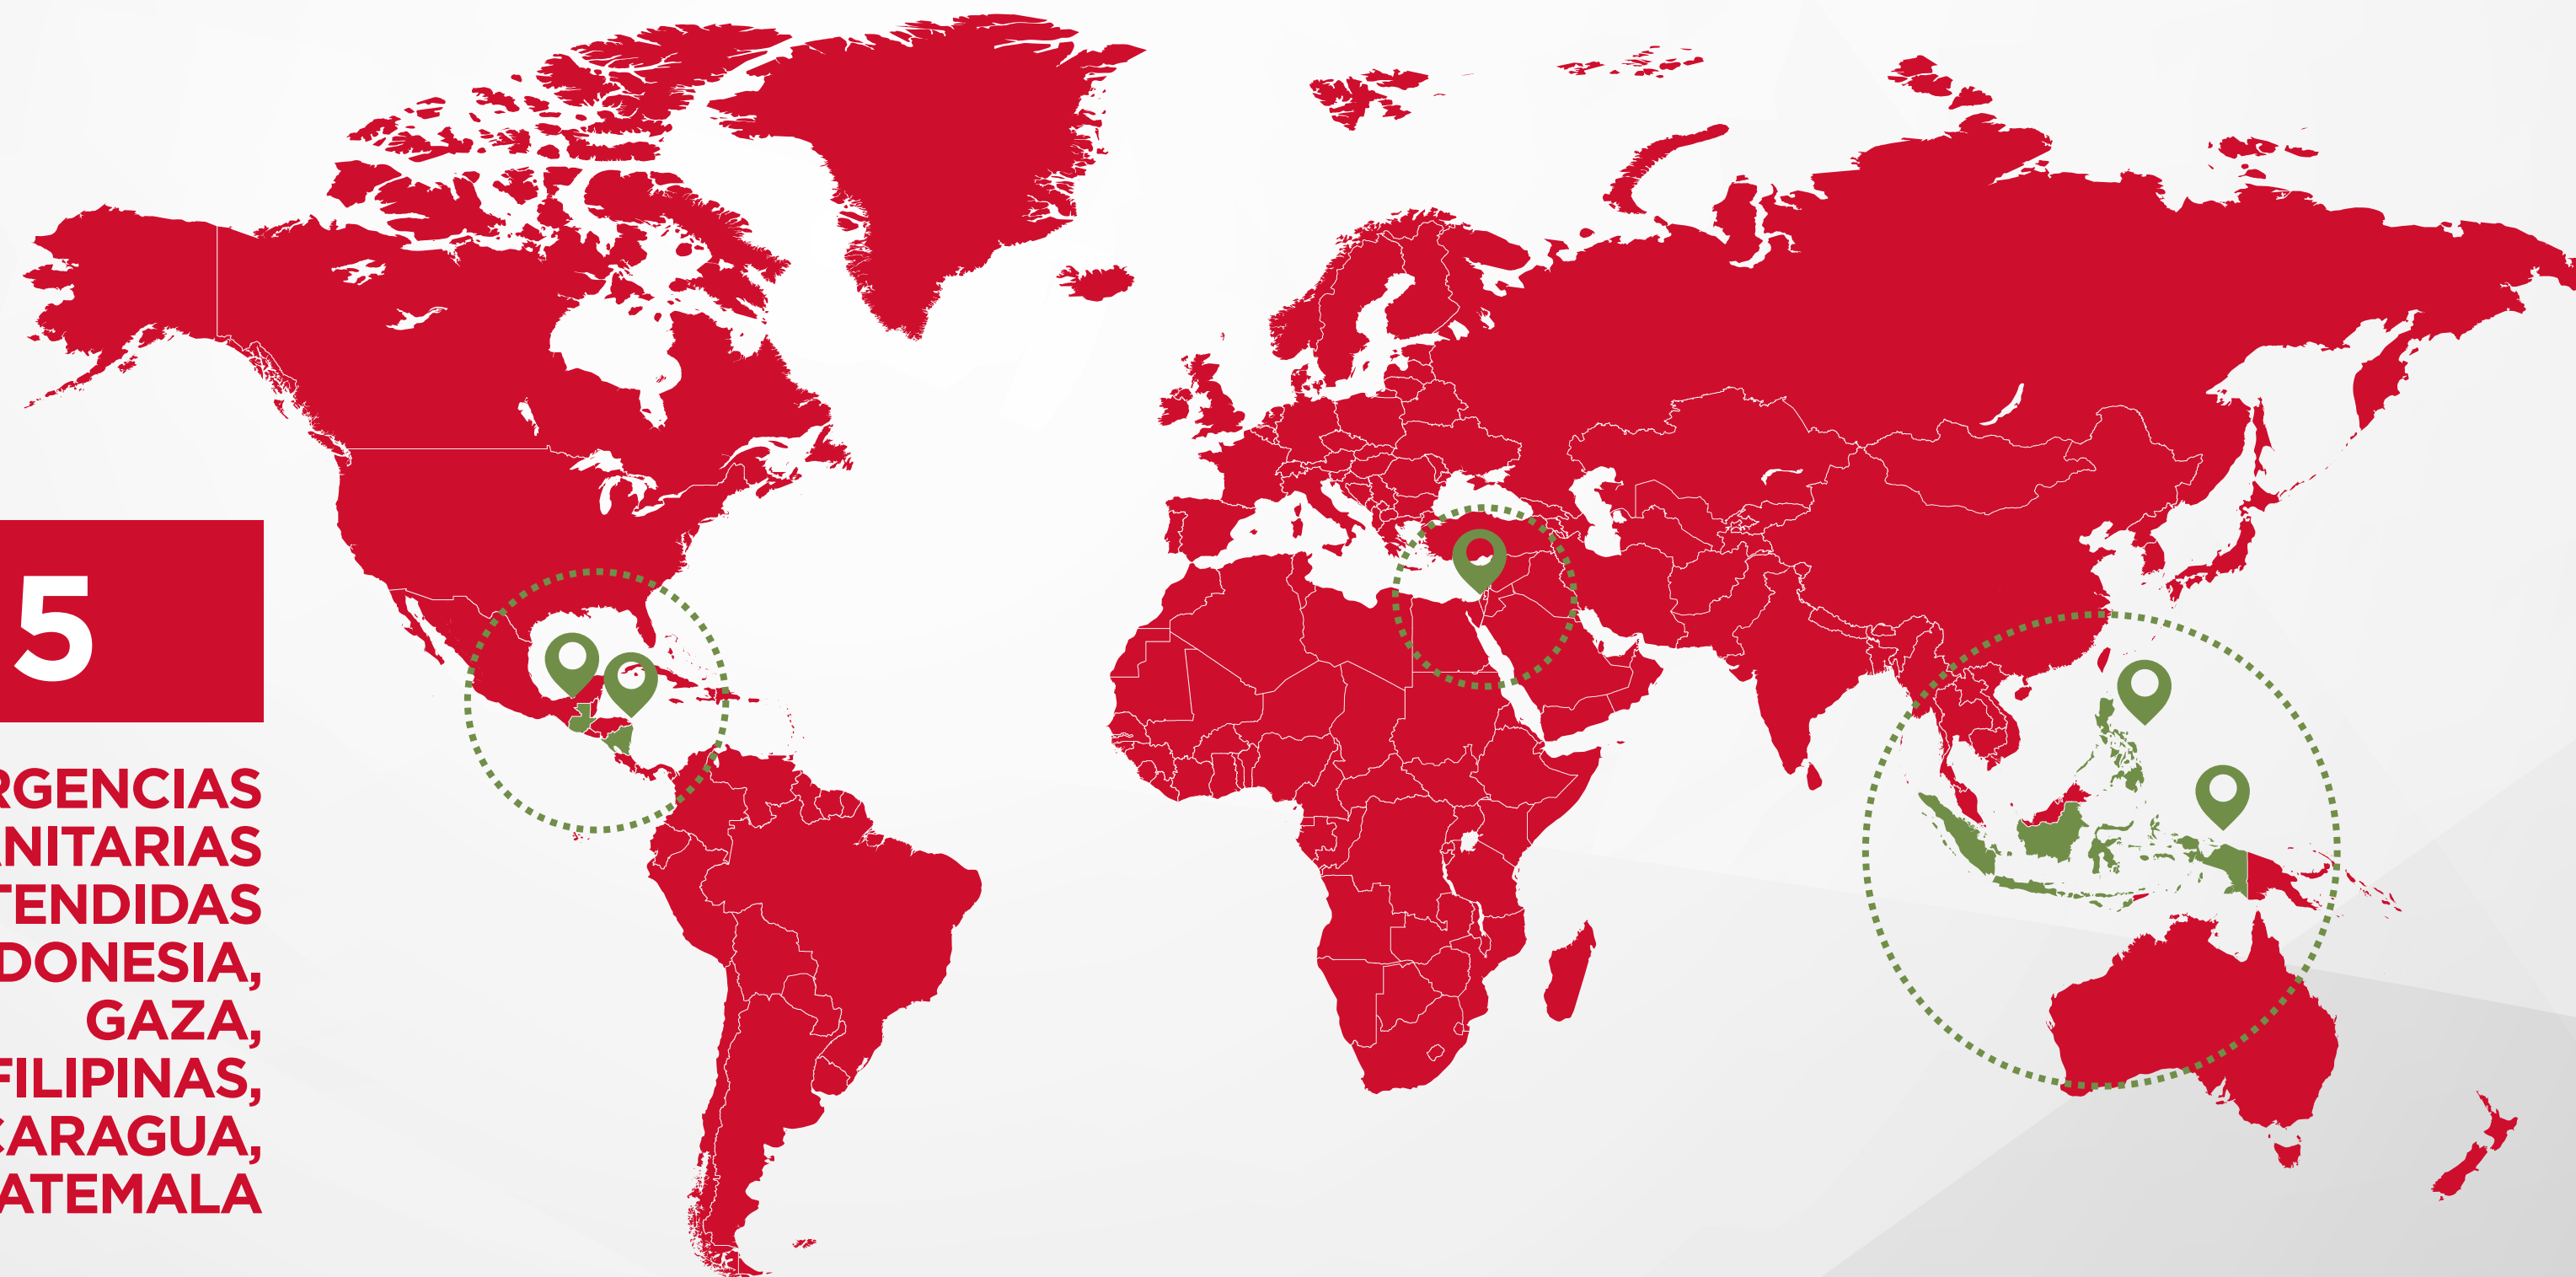 5
RGENCIAS
ANITARIAS
TENDIDAS
DONESIA,
GAZA,
FILIPINAS,
CARAGUA,
ATEMALA